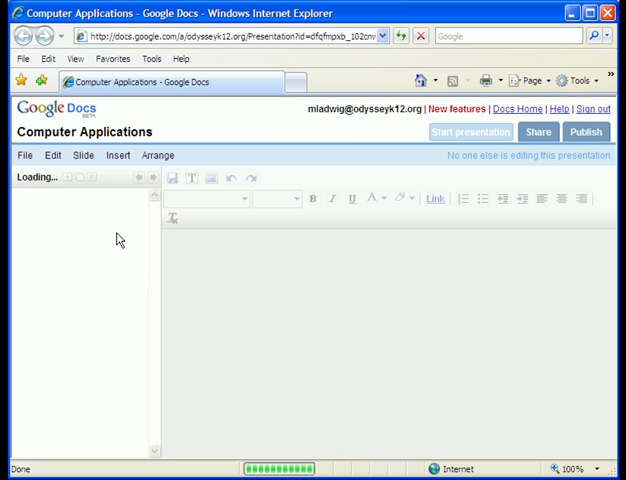 Computer Applications - Google Docs - Windows Internet Explorer
http://docs.google.com/a/odysseyk12.org/Presentation?id=dfqfmpxb_102cnv
Google
File Edit View Favorites Tools Help
Computer Applications - Google Docs
Page Tools »
Google Docs
BETA
mladwig@odysseyk12.org | New features | Docs Home | Help | Sign out
Computer Applications
Start presentation Share Publish
File Edit Slide Insert Arrange
No one else is editing this presentation
Loading...
T
B I U A Link
T
Done
Internet
100%